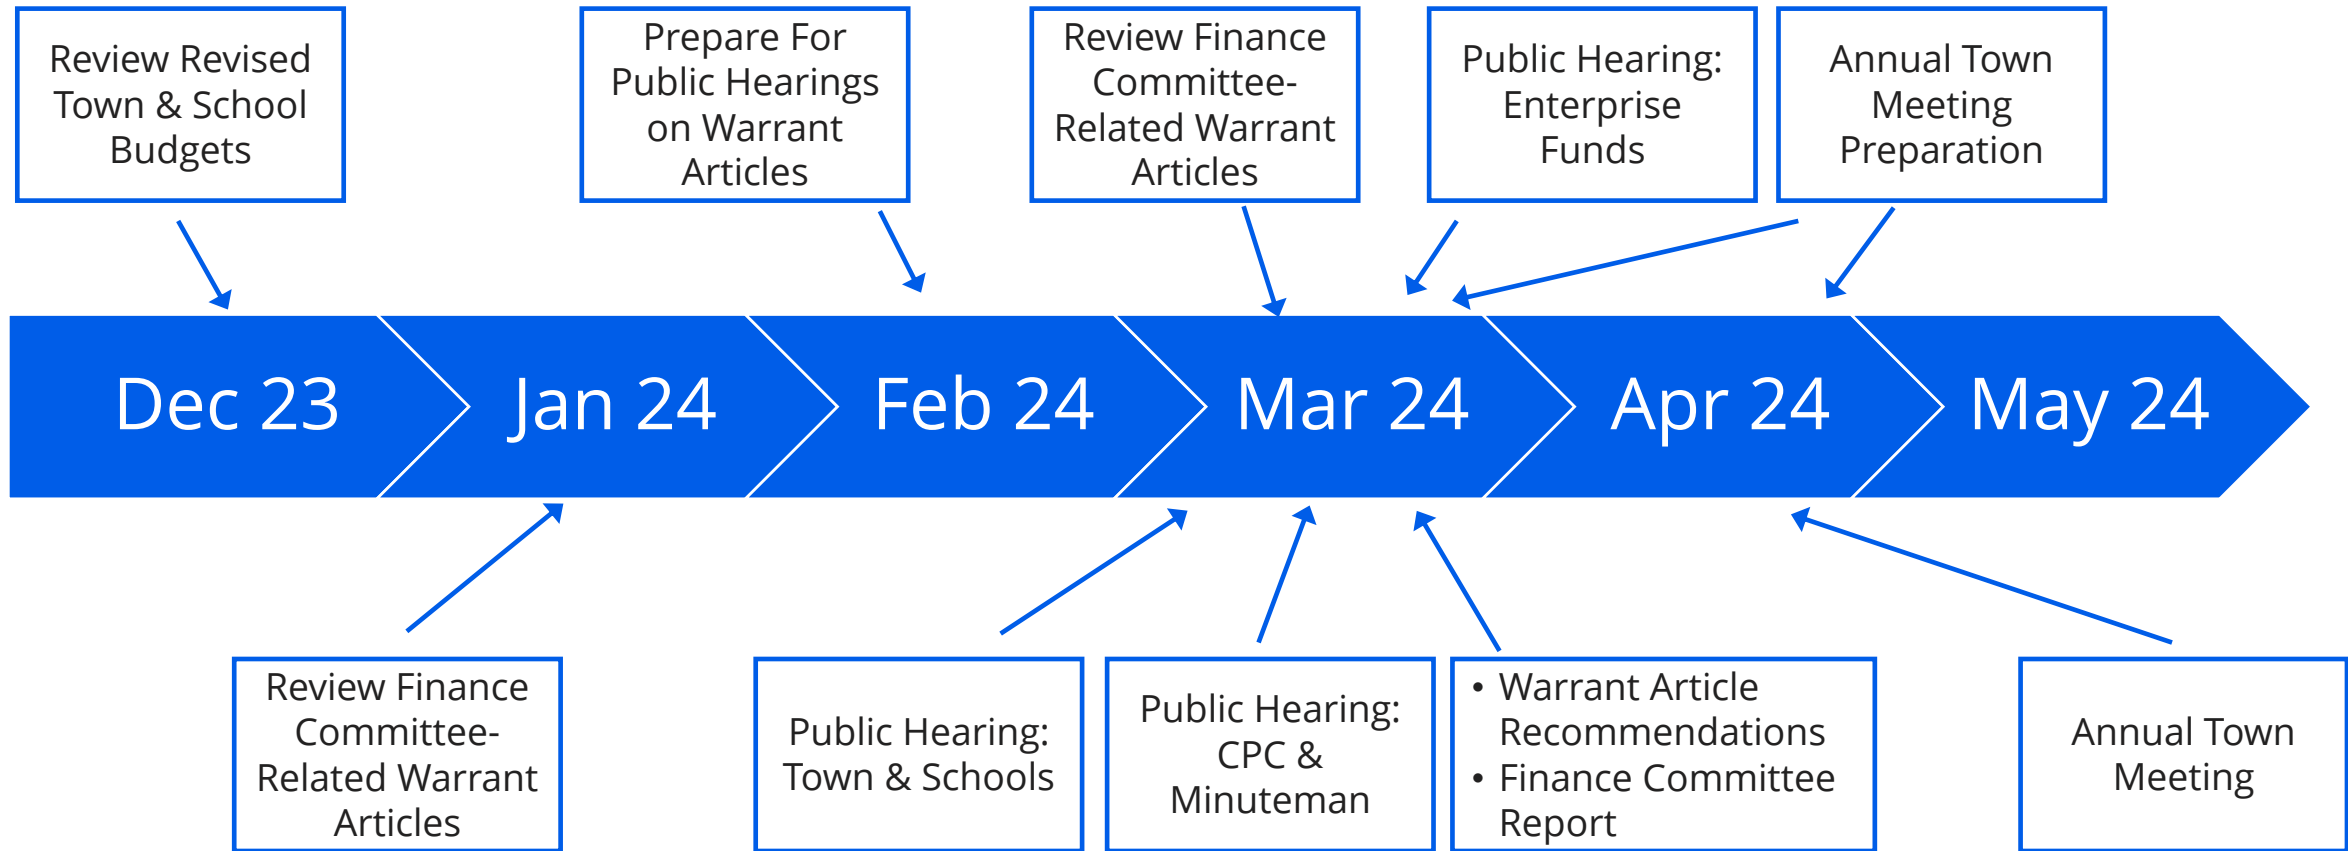 Review Revised
Town & School
Budgets
Prepare For
Public Hearings
on Warrant
Articles
Review Finance
Committee-
Related Warrant
Articles
Public Hearing:
Enterprise
Funds
Annual Town
Meeting
Preparation
Dec 23
Jan 24
Feb 24
Mar 24
Apr 24
May 24
Review Finance
Committee-
Related Warrant
Articles
Public Hearing:
Town & Schools
Public Hearing:
CPC &
Minuteman
• Warrant Article
Recommendations
• Finance Committee
Report
Annual Town
Meeting